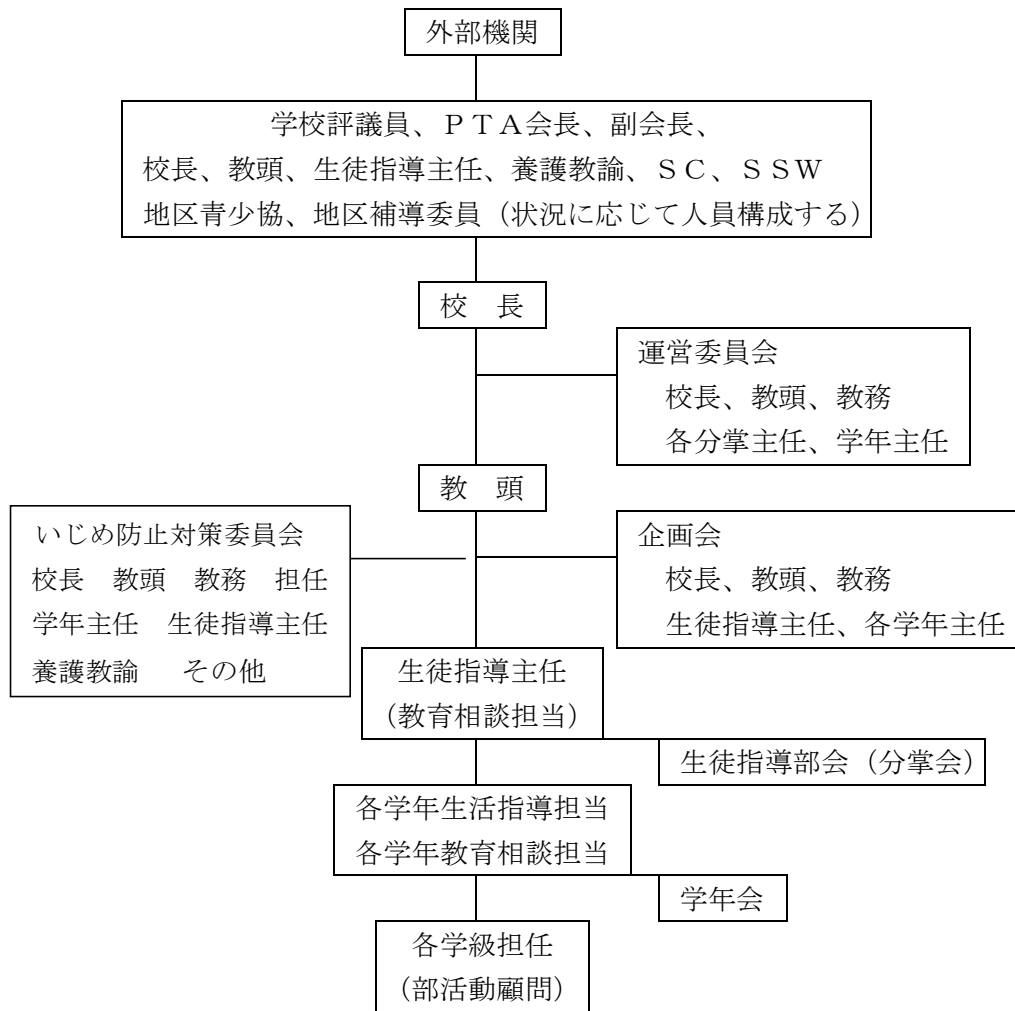 外部機関
学校評議員、ＰＴＡ会長、副会長、
校長、教頭、生徒指導主任、養護教諭、ＳＣ、ＳＳＷ
地区青少協、地区補導委員（状況に応じて人員構成する）
校　長
運営委員会
校長、教頭、教務
各分掌主任、学年主任
教　頭
いじめ防止対策委員会
校長　教頭　教務　担任
学年主任　生徒指導主任
養護教諭　その他
企画会
校長、教頭、教務
生徒指導主任、各学年主任
生徒指導主任
（教育相談担当）
生徒指導部会（分掌会）
各学年生活指導担当
各学年教育相談担当
学年会
各学級担任
（部活動顧問）